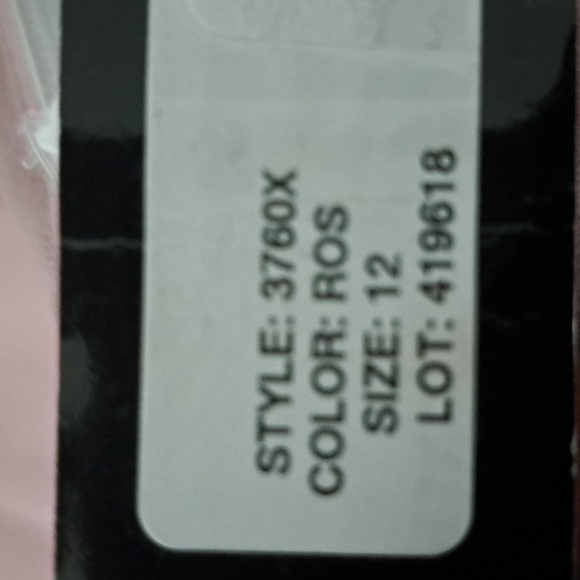 STYLE: 3760X
COLOR: ROS
SIZE: 12
LOT: 419618